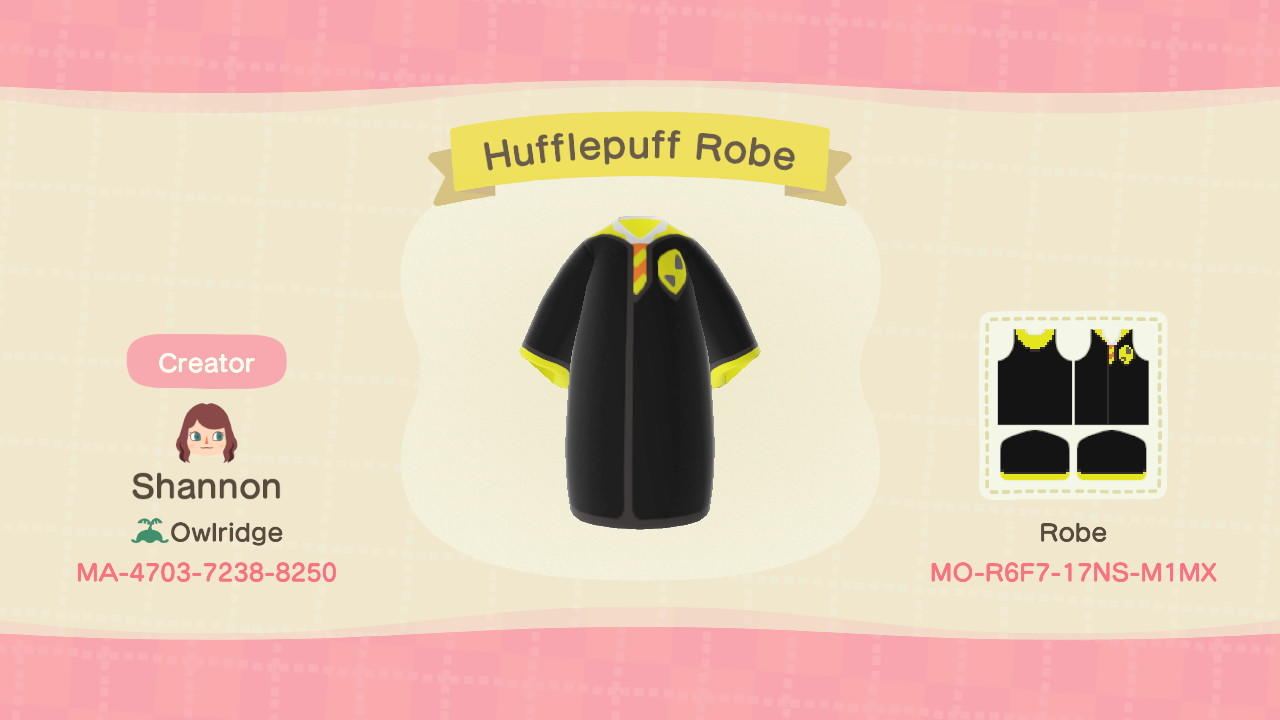 Hufflepuff Robe
Creator
Shannon
Owlridge
MA-4703-7238-8250
Robe
MO-R6F7-17NS-M1MX